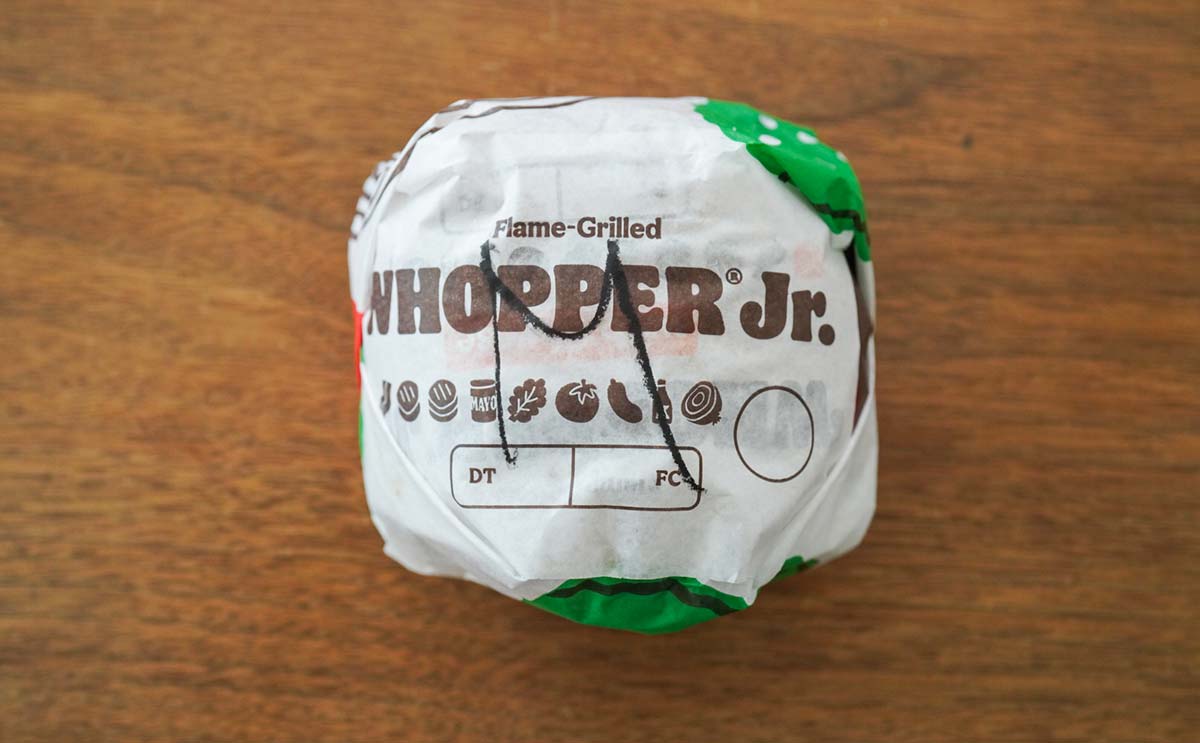 Flame-Grilled
WHOPPER® Jr.
MAYO
DT FC
M